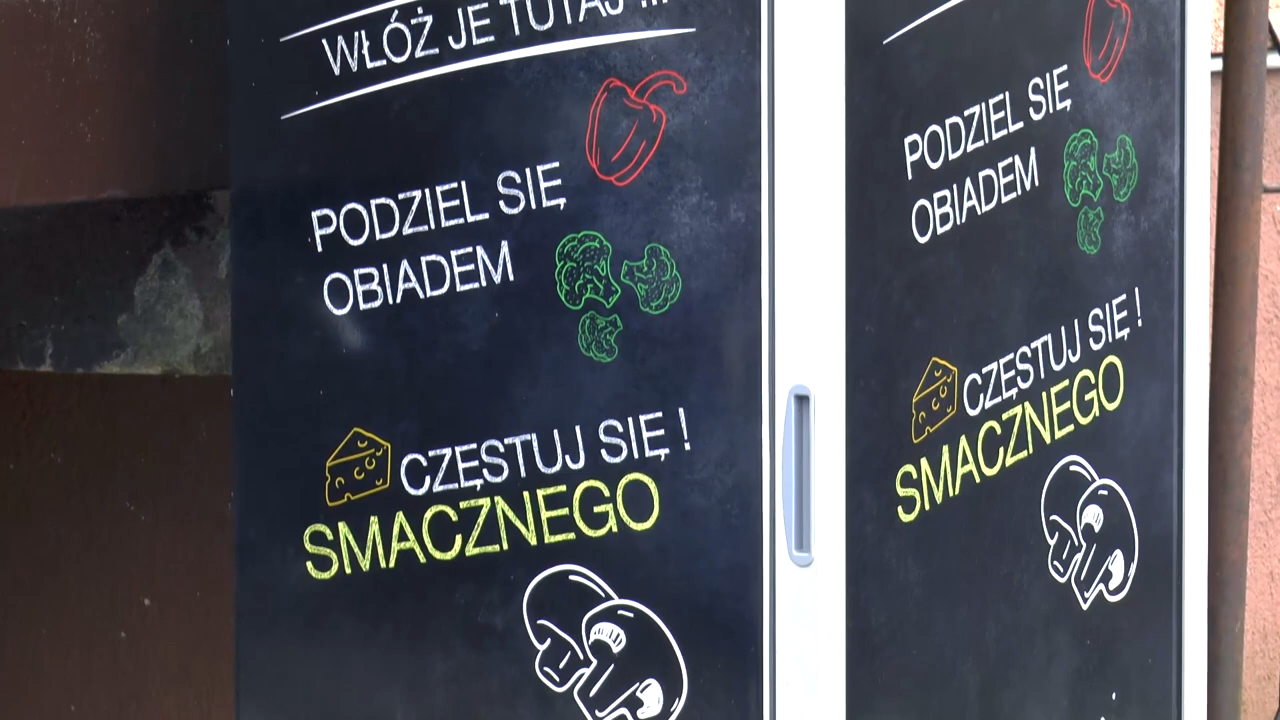 WŁÓŻ JE TUTAJ !!!
PODZIEL SIĘ
OBIADEM
CZĘSTUJ SIĘ !
SMACZNEGO
PODZIEL SIĘ
OBIADEM
CZĘSTUJ SIĘ !
SMACZNEGO